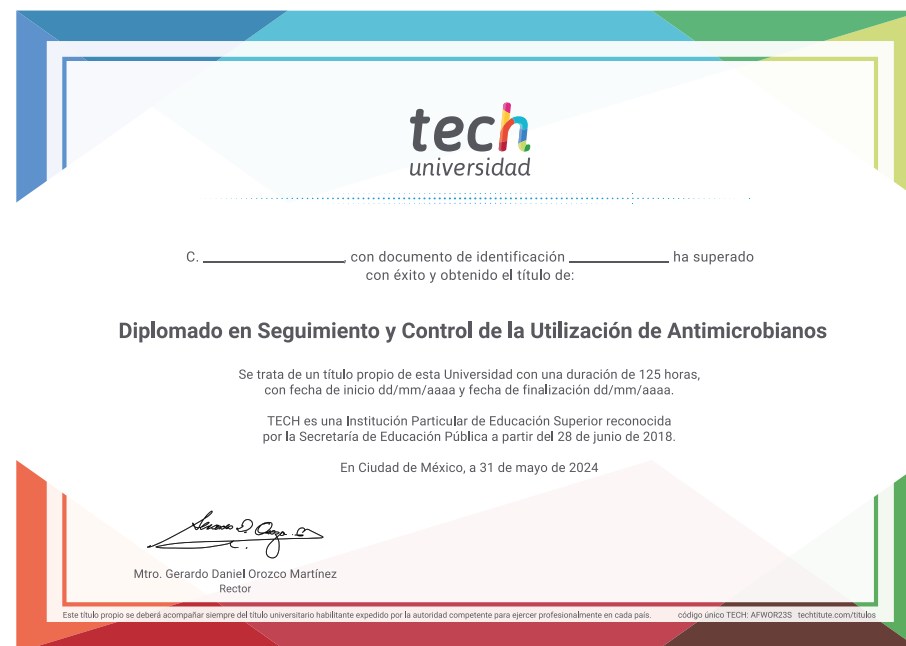 tech
universidad
C. ____________, con documento de identificación __________ ha superado
con éxito y obtenido el título de:
Diplomado en Seguimiento y Control de la Utilización de Antimicrobianos
Se trata de un título propio de esta Universidad con una duración de 125 horas,
con fecha de inicio dd/mm/aaaa y fecha de finalización dd/mm/aaaa.
TECH es una Institución Particular de Educación Superior reconocida
por la Secretaría de Educación Pública a partir del 28 de junio de 2018.
En Ciudad de México, a 31 de mayo de 2024
Mtro. Gerardo Daniel Orozco Martínez
Rector
Este título propio se deberá acompañar siempre del título universitario habilitante expedido por la autoridad competente para ejercer profesionalmente en cada país. código único TECH: AFWOR23S techtitute.com/titulos